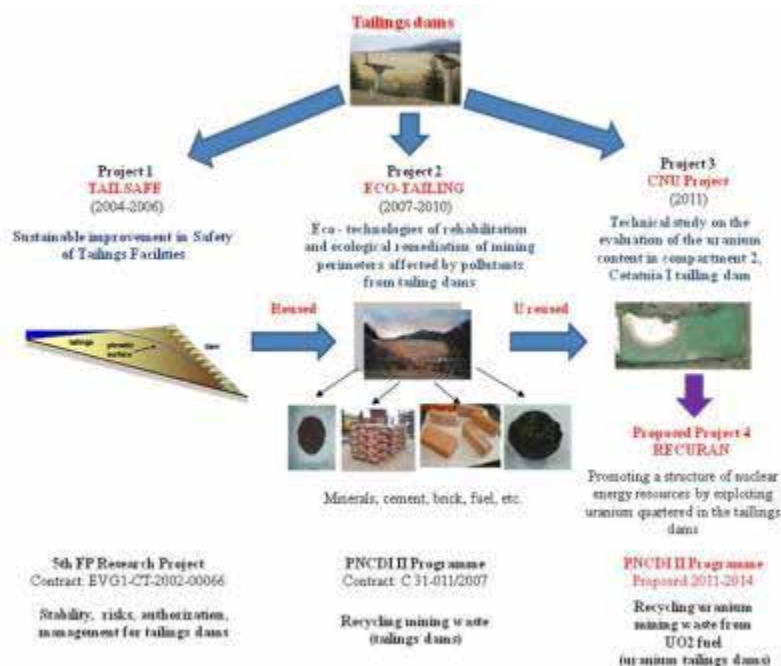 Tailings dams
Project 1
TAILSAFE
(2004-2006)
Sustainable improvement in Safety
of Tailings Facilities
Project 2
ECO-TAILING
(2007-2010)
Eco - technologies of rehabilitation
and ecological remediation of mining
perimeters affected by pollutants
from tailing dams
Project 3
CNU Project
(2011)
Technical study on the
evaluation of the uranium
content in compartment 2,
Cetatuia I tailling dam
tailings
phreatic
surface
dam
Reused
U reused
Minerals, cement, brick, fuel, etc.
Proposed Project 4
RECURAN
Promoting a structure of nuclear
energy resources by exploiting
uranium quartered in the taillings
dams
5th FP Research Project
Contract: EVG1-CT-2002-00066
Stability, risks, authorization,
management for tailings dams
PNCDI II Programme
Contract: C 31-011/2007
Recycling mining waste
(tailings dams)
PNCDI II Programme
Proposed 2011-2014
Recycling uranium
mining waste from
UO2 fuel
(uranium tailings dams)